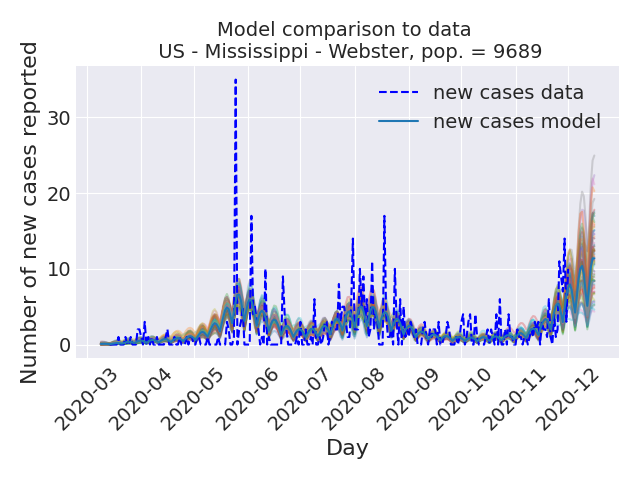 Model comparison to data
US - Mississippi - Webster, pop. = 9689
Number of new cases reported
30
20
10
0
new cases data
new cases model
2020-03
2020-04
2020-05
2020-06
2020-07
2020-08
2020-09
2020-10
2020-11
2020-12
Day